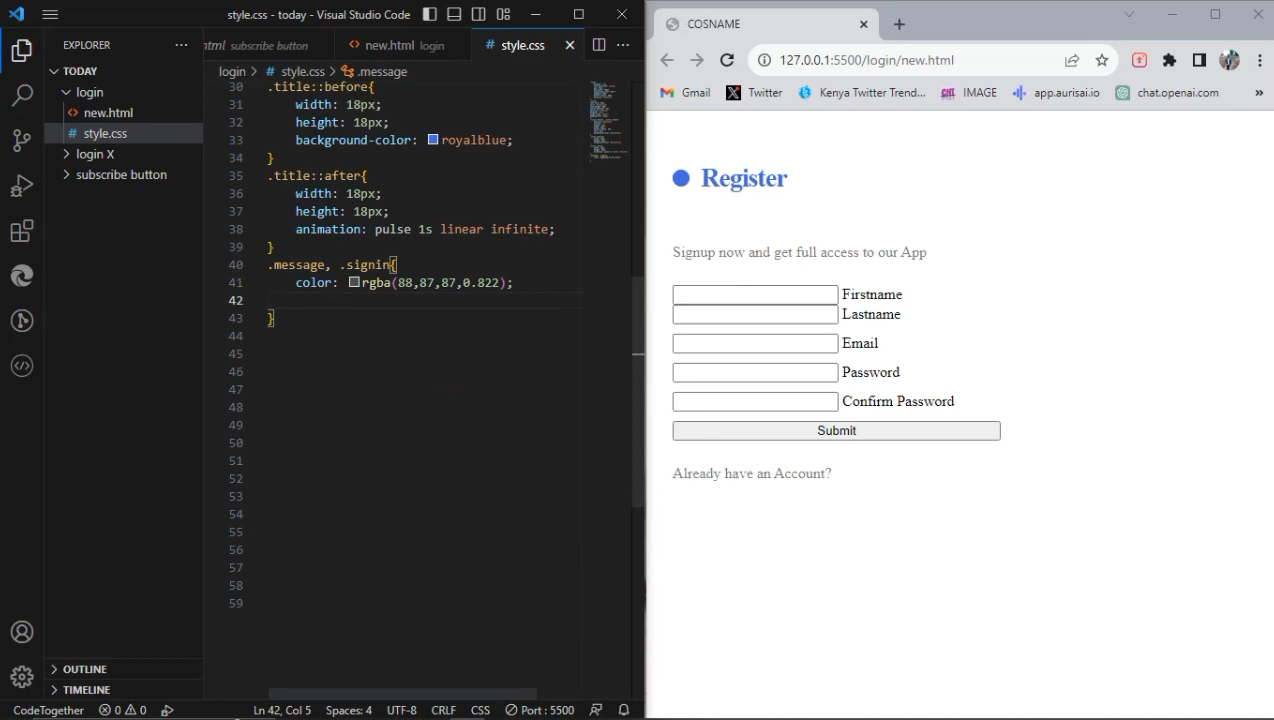 style.css - today - Visual Studio Code
EXPLORER
TODAY
login
new.html
style.css
login X
subscribe button
OUTLINE
TIMELINE
html subscribe button
new.html login
style.css
login > style.css > .message
30 .title::before{
31 width: 18px;
32 height: 18px;
33 background-color: royalblue;
34 }
35 .title::after{
36 width: 18px;
37 height: 18px;
38 animation: pulse 1s linear infinite;
39 }
40 .message, .signin{
41 color: rgba(88,87,87,0.822);
42
43 }
44
45
46
47
48
49
50
51
52
53
54
55
56
57
58
59
CodeTogether 0 0 Ln 42, Col 5 Spaces: 4 UTF-8 CRLF CSS Port : 5500
COSNAME
127.0.0.1:5500/login/new.html
Gmail Twitter Kenya Twitter Trend... IMAGE app.aurisai.io chat.openai.com »
Register
Signup now and get full access to our App
Firstname
Lastname
Email
Password
Confirm Password
Submit
Already have an Account?